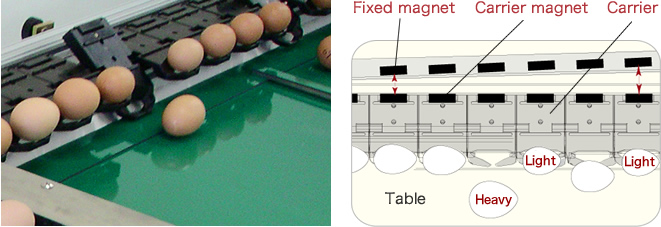 Fixed magnet Carrier magnet Carrier
Light
Light
Table
Heavy